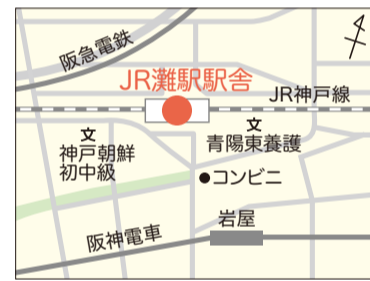 阪急電鉄
JR灘駅駅舎
JR神戸線
文
神戸朝鮮
初中級
文
青陽東養護
コンビニ
岩屋
阪神電車